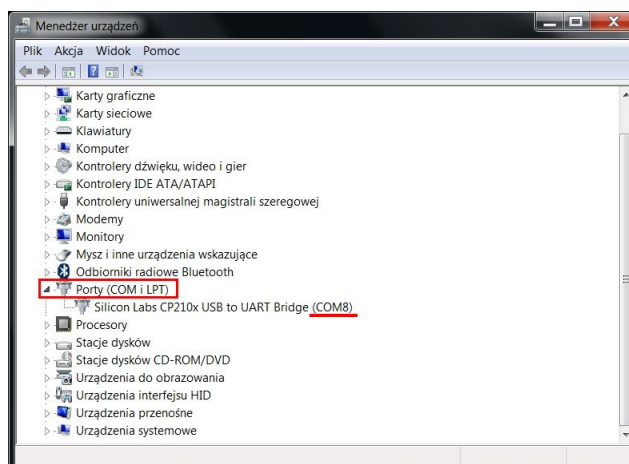 Menedżer urządzeń
Plik Akcja Widok Pomoc
Karty graficzne
Karty sieciowe
Klawiatury
Komputer
Kontrolery dźwięku, wideo i gier
Kontrolery IDE ATA/ATAPI
Kontrolery uniwersalnej magistrali szeregowej
Modemy
Monitory
Mysz i inne urządzenia wskazujące
Odbiorniki radiowe Bluetooth
Porty (COM i LPT)
Silicon Labs CP210x USB to UART Bridge (COM8)
Procesory
Stacje dysków
Stacje dysków CD-ROM/DVD
Urządzenia do obrazowania
Urządzenia interfejsu HID
Urządzenia przenośne
Urządzenia systemowe